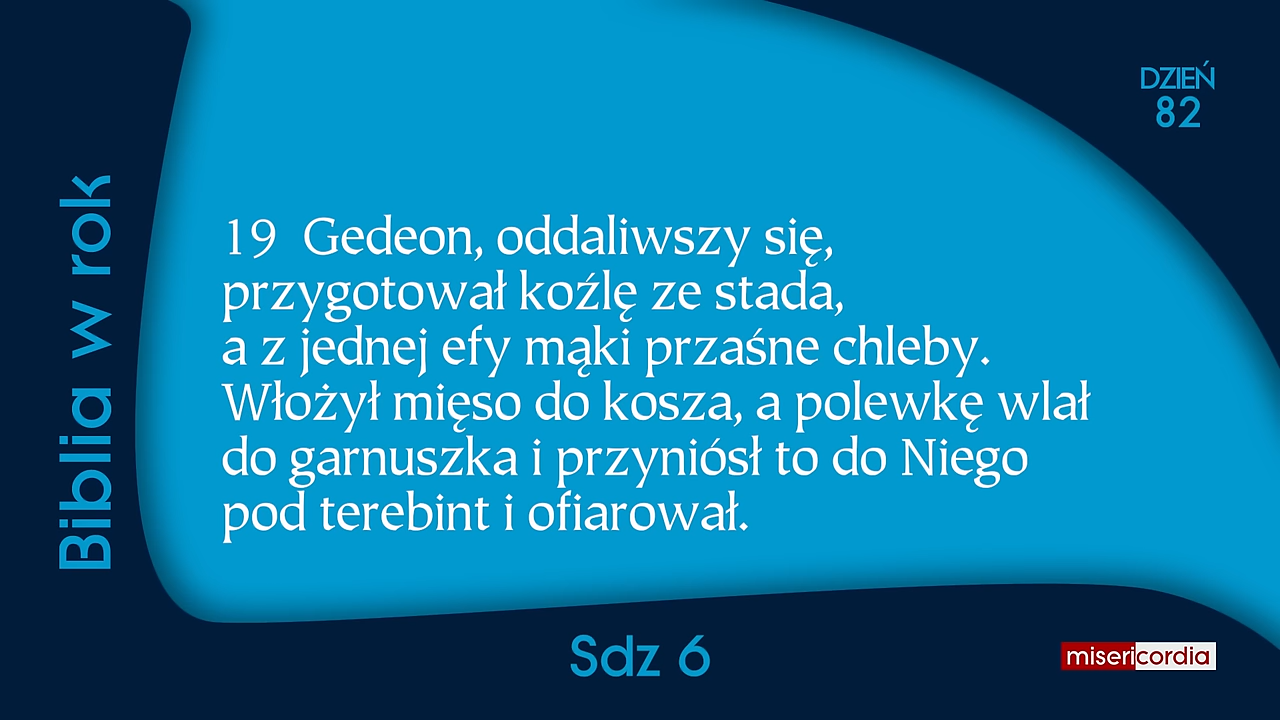 DZIEŃ
82
Biblia w rok
19 Gedeon, oddaliwszy się,
przygotował koźlę ze stada,
a z jednej efy mąki przaśne chleby.
Włożył mięso do kosza, a polewkę wlał
do garnuszka i przyniósł to do Niego
pod terebint i ofiarował.
Sdz 6
misericordia